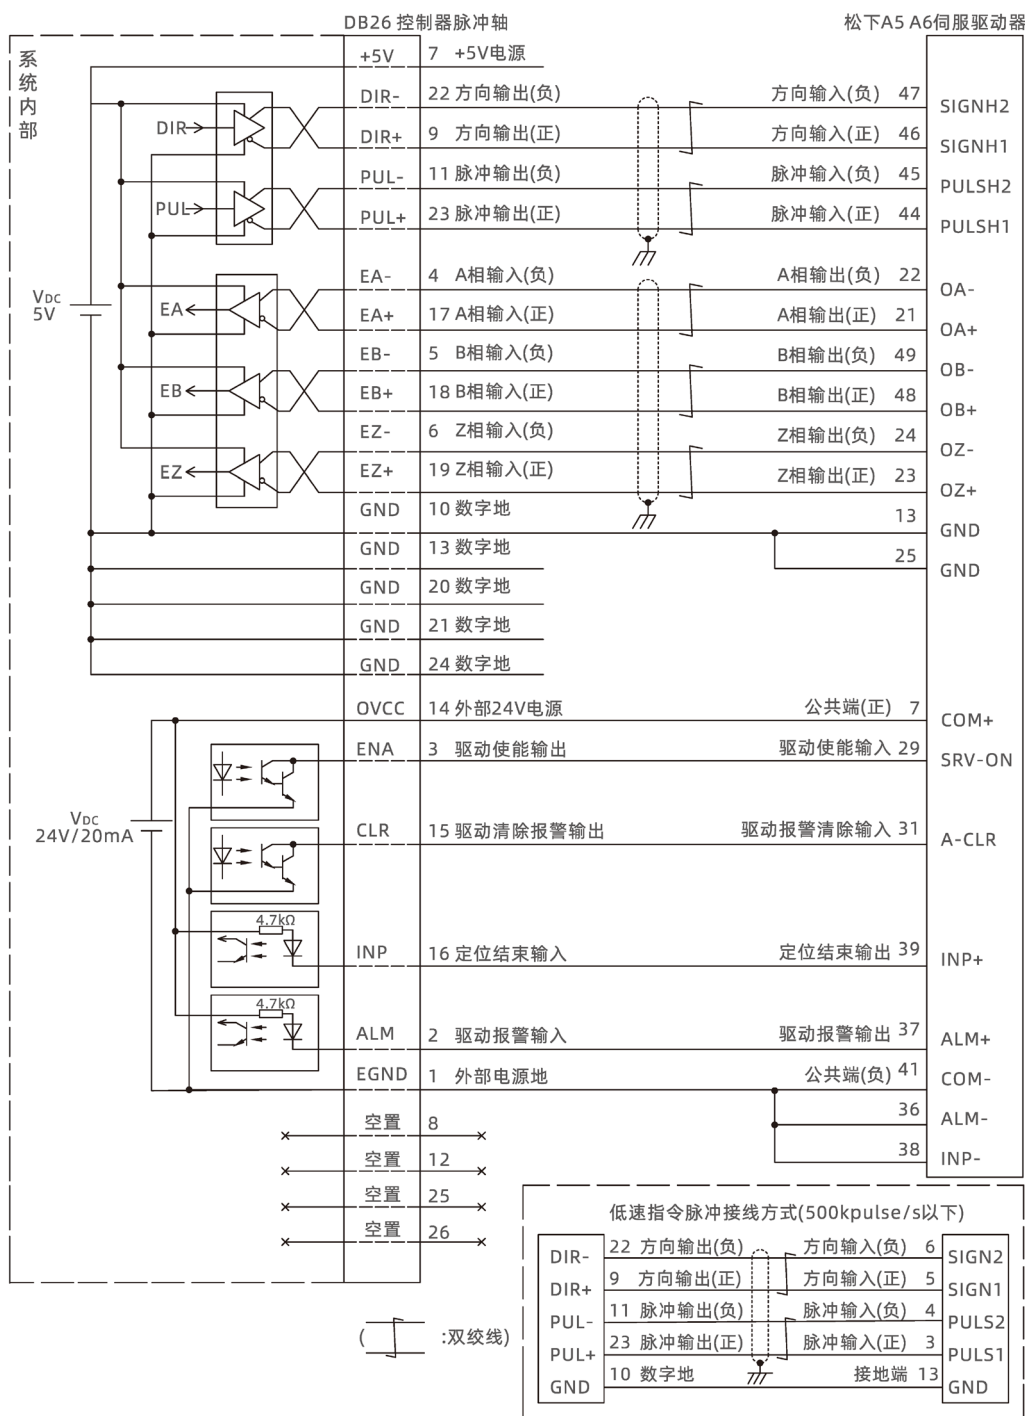 DB26 控制器脉冲轴 松下A5 A6伺服驱动器
系统内部
+5V 7 +5V电源
DIR- 22 方向输出(负) 方向输入(负) 47 SIGNH2
DIR
DIR+ 9 方向输出(正) 方向输入(正) 46 SIGNH1
PUL- 11 脉冲输出(负) 脉冲输入(负) 45 PULSH2
PUL
PUL+ 23 脉冲输出(正) 脉冲输入(正) 44 PULSH1
EA- 4 A相输入(负) A相输出(负) 22 OA-
VDC
5V
EA
EA+ 17 A相输入(正) A相输出(正) 21 OA+
EB- 5 B相输入(负) B相输出(负) 49 OB-
EB
EB+ 18 B相输入(正) B相输出(正) 48 OB+
EZ- 6 Z相输入(负) Z相输出(负) 24 OZ-
EZ
EZ+ 19 Z相输入(正) Z相输出(正) 23 OZ+
GND 10 数字地 13 GND
GND 13 数字地 25 GND
GND 20 数字地
GND 21 数字地
GND 24 数字地
OVCC 14 外部24V电源 公共端(正) 7 COM+
ENA 3 驱动使能输出 驱动使能输入 29 SRV-ON
VDC
24V/20mA
CLR 15 驱动清除报警输出 驱动报警清除输入 31 A-CLR
4.7kΩ
INP 16 定位结束输入 定位结束输出 39 INP+
4.7kΩ
ALM 2 驱动报警输入 驱动报警输出 37 ALM+
EGND 1 外部电源地 公共端(负) 41 COM-
36 ALM-
38 INP-
空置 8
空置 12
空置 25
空置 26
(
:双绞线)
低速指令脉冲接线方式(500kpulse/s以下)
DIR- 22 方向输出(负) 方向输入(负) 6 SIGN2
DIR+ 9 方向输出(正) 方向输入(正) 5 SIGN1
PUL- 11 脉冲输出(负) 脉冲输入(负) 4 PULS2
PUL+ 23 脉冲输出(正) 脉冲输入(正) 3 PULS1
GND 10 数字地 接地端 13 GND